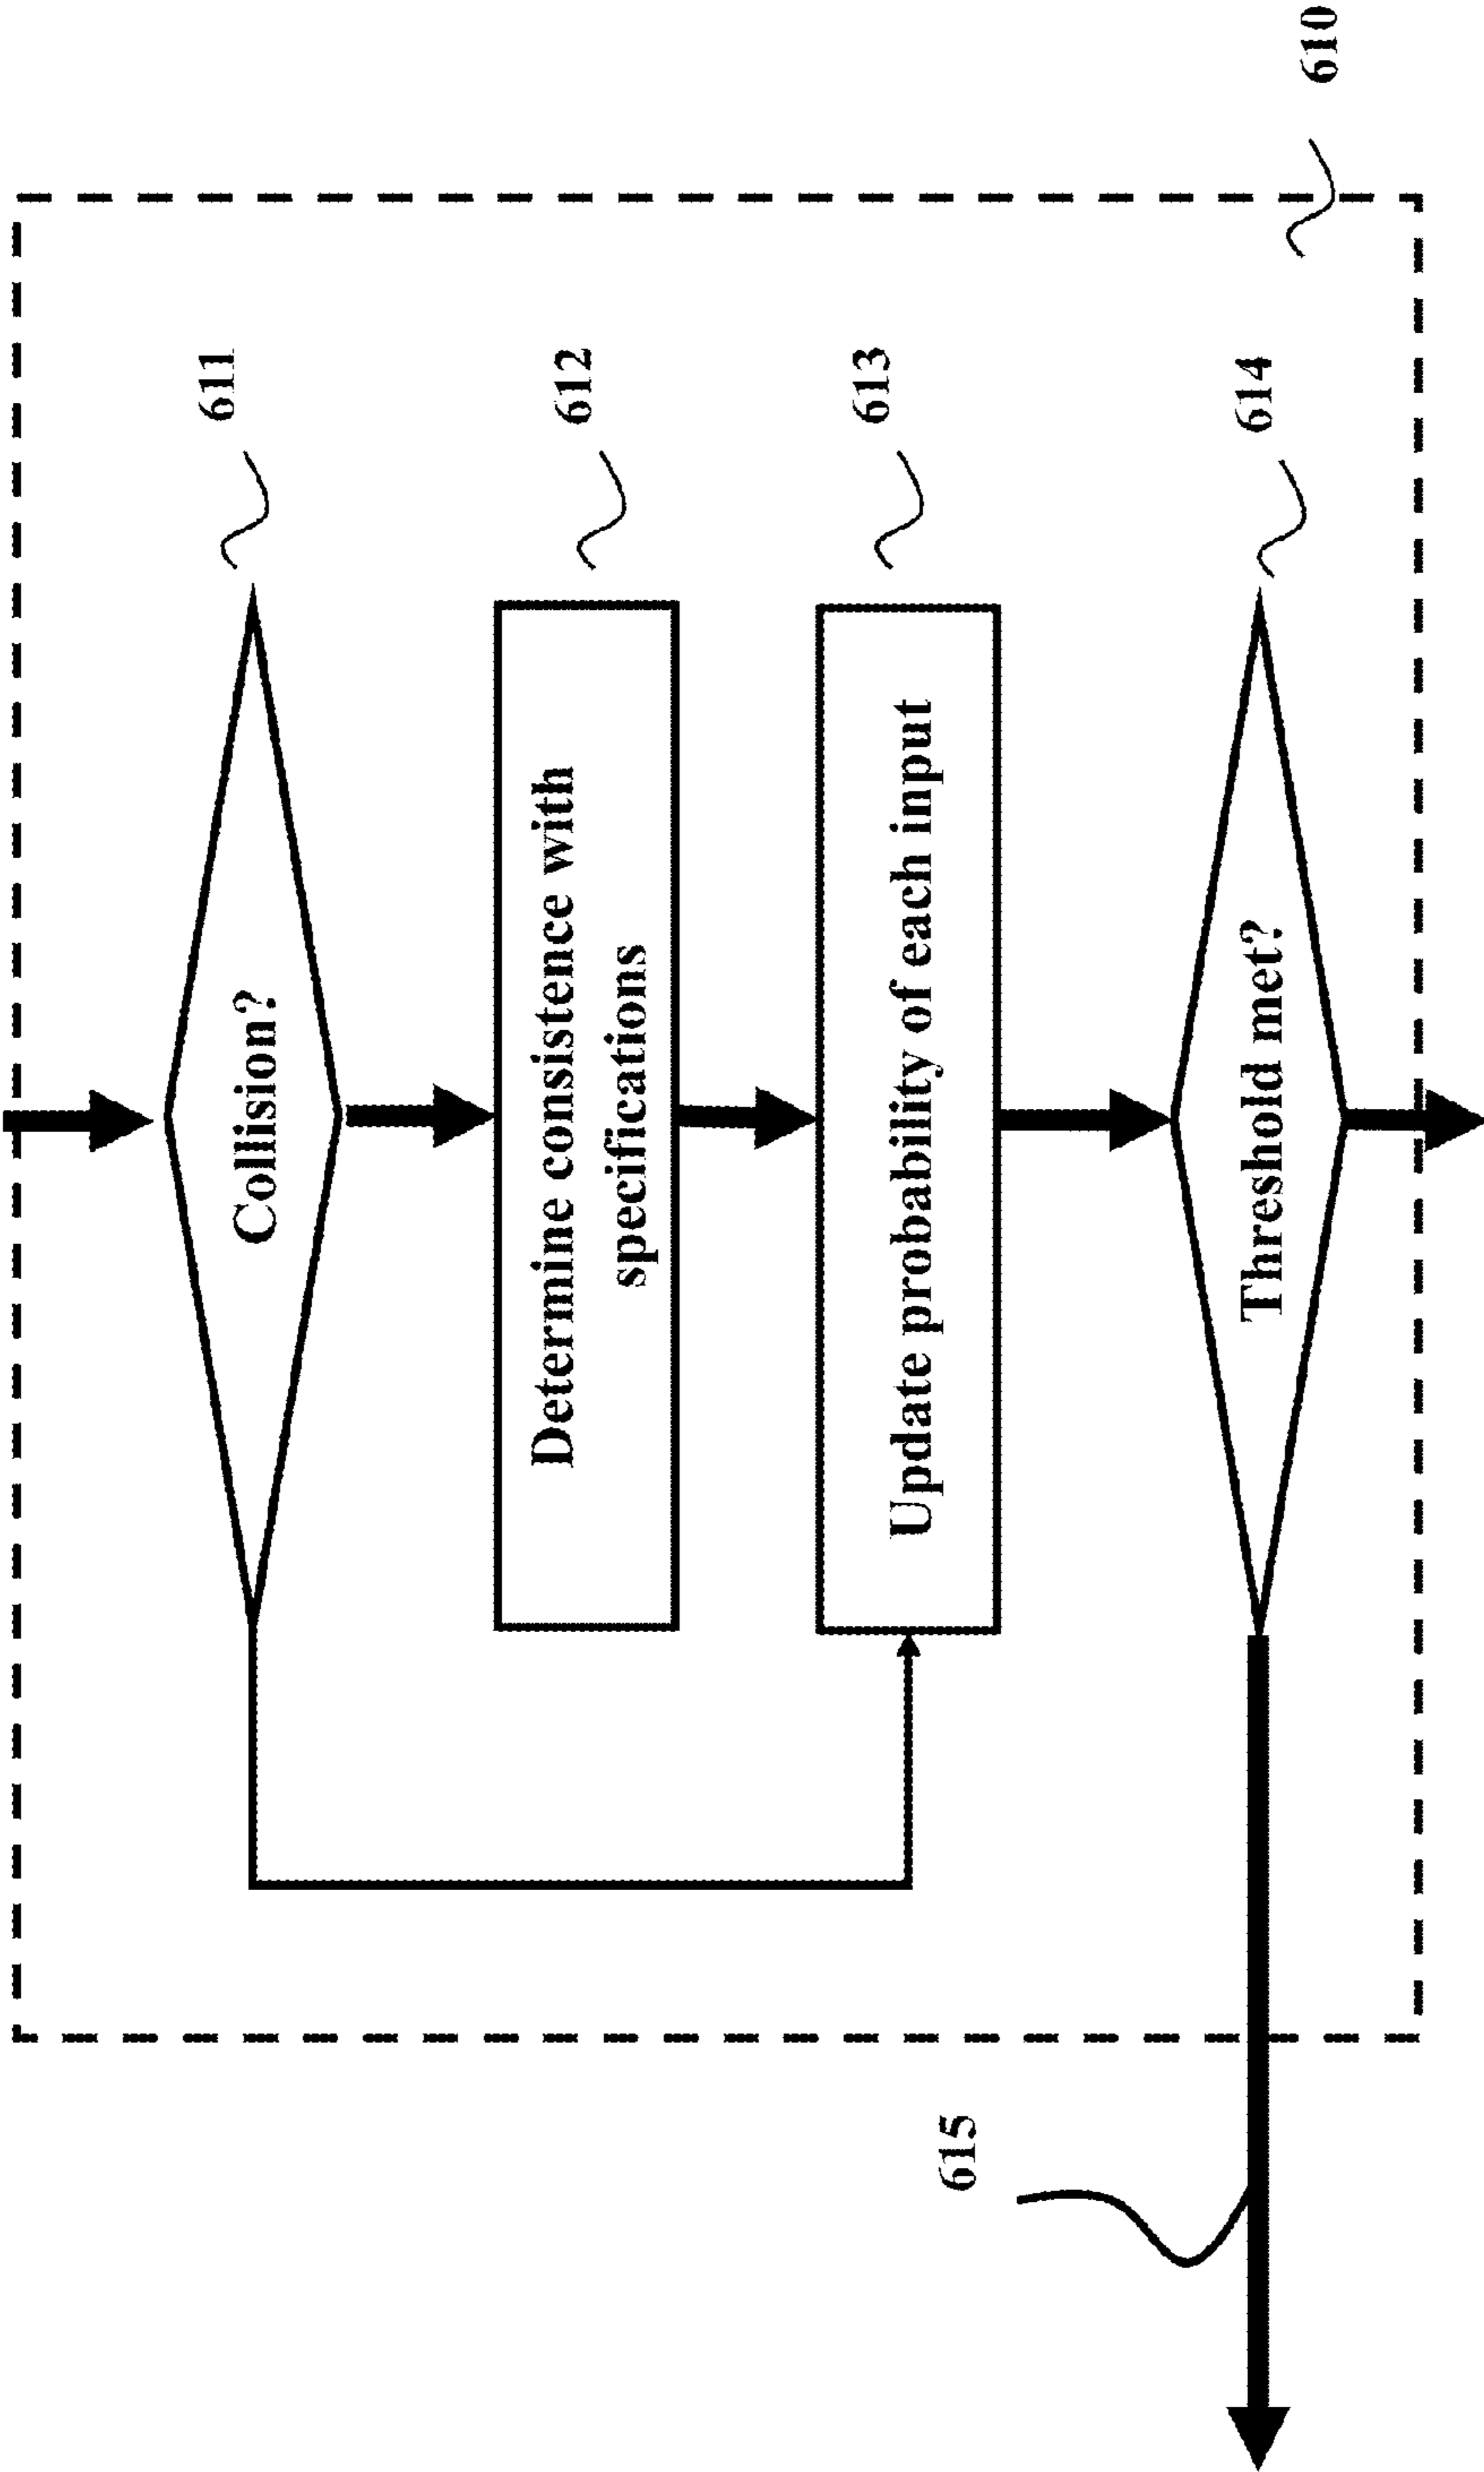 610
611
Collision?
612
Determine consistence with
specifications
613
Update probability of each input
614
Threshold met?
615